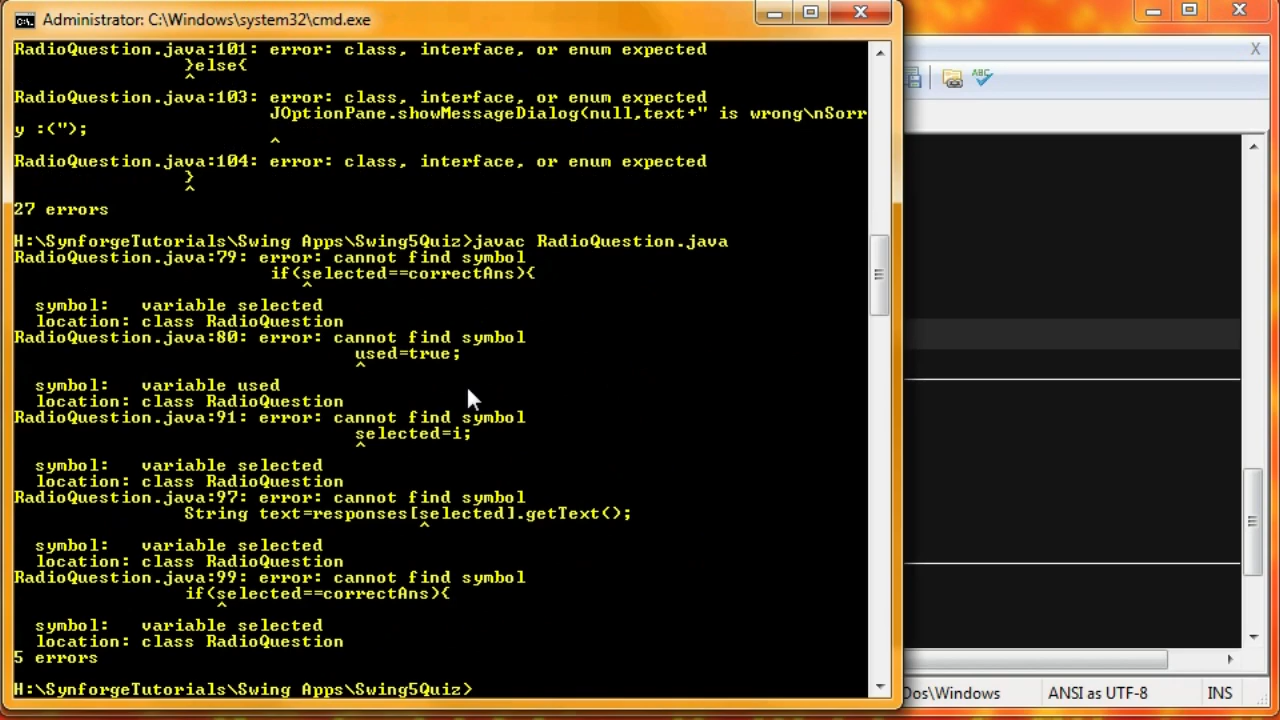 Administrator: C:\Windows\system32\cmd.exe
RadioQuestion.java:101: error: class, interface, or enum expected
}else{
^
RadioQuestion.java:103: error: class, interface, or enum expected
JOptionPane.showMessageDialog(null,text+" is wrong\nSorr
y :(");
^
RadioQuestion.java:104: error: class, interface, or enum expected
}
^
27 errors
H:\SynforgeTutorials\Swing Apps\Swing5Quiz>javac RadioQuestion.java
RadioQuestion.java:79: error: cannot find symbol
if(selected==correctAns){
^
symbol:   variable selected
location: class RadioQuestion
RadioQuestion.java:80: error: cannot find symbol
used=true;
^
symbol:   variable used
location: class RadioQuestion
RadioQuestion.java:91: error: cannot find symbol
selected=i;
^
symbol:   variable selected
location: class RadioQuestion
RadioQuestion.java:97: error: cannot find symbol
String text=responses[selected].getText();
^
symbol:   variable selected
location: class RadioQuestion
RadioQuestion.java:99: error: cannot find symbol
if(selected==correctAns){
^
symbol:   variable selected
location: class RadioQuestion
5 errors
H:\SynforgeTutorials\Swing Apps\Swing5Quiz>
ABC
Dos\Windows ANSI as UTF-8 INS